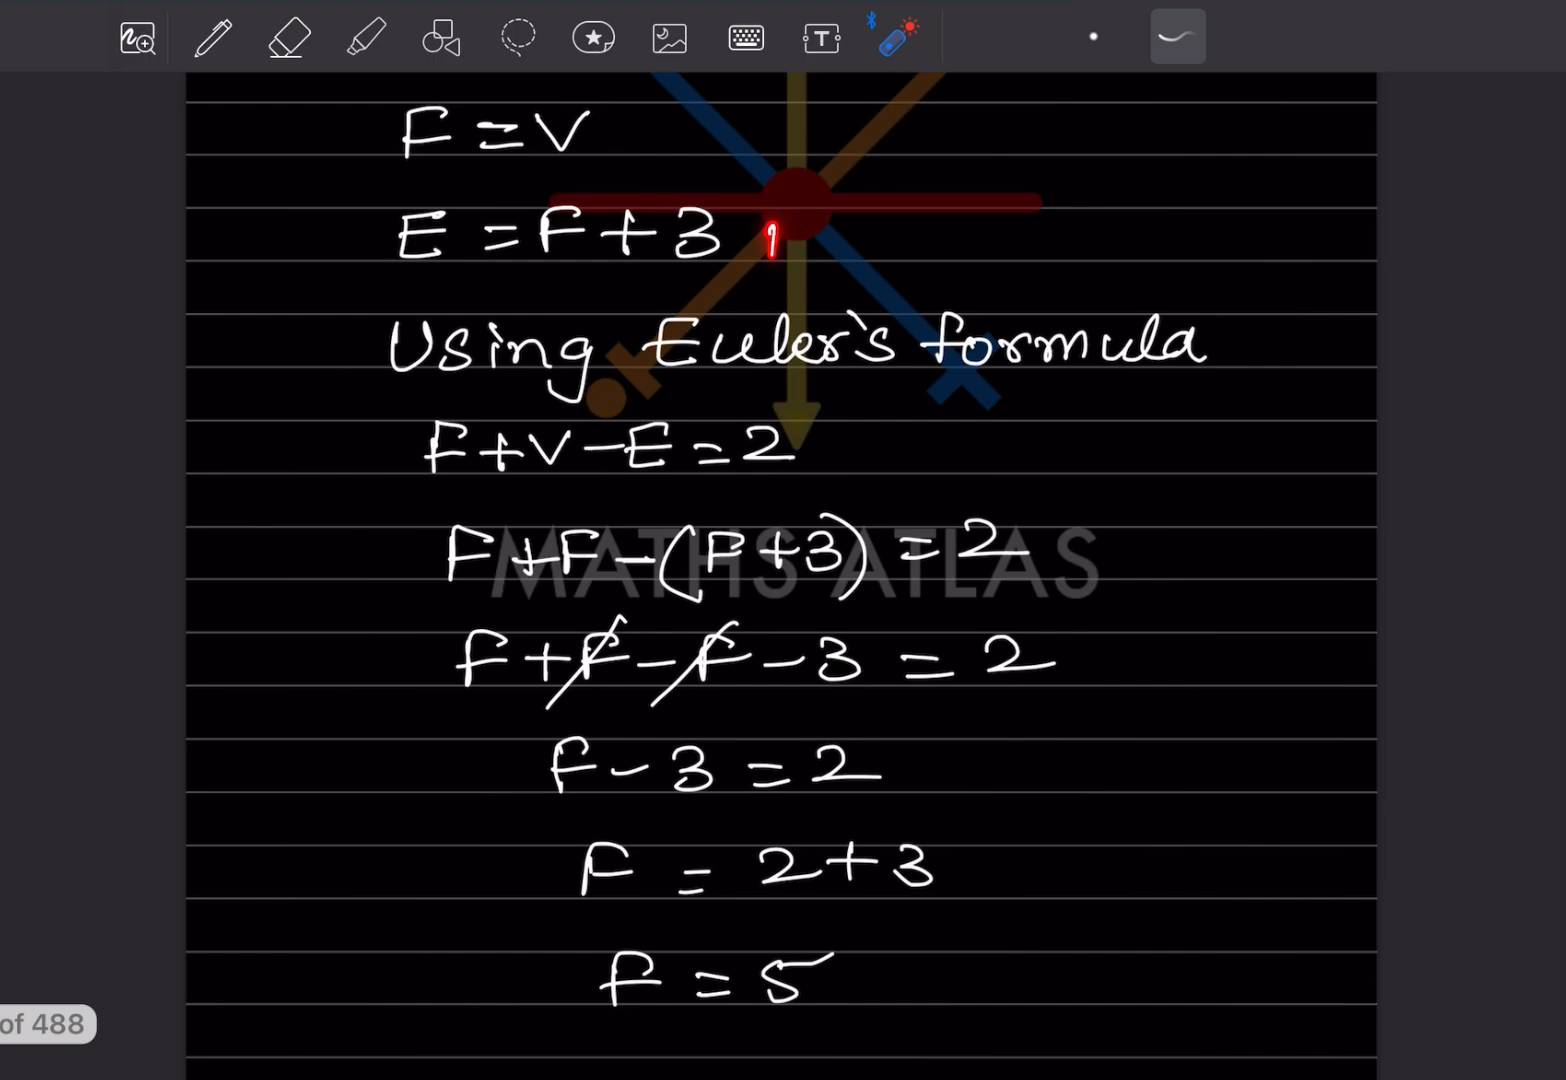 F = V
E = F + 3
Using Euler's formula
F + V - E = 2
F + F - (F + 3) = 2
MATHS ATLAS
F + F - F - 3 = 2
F - 3 = 2
F = 2 + 3
F = 5
of 488